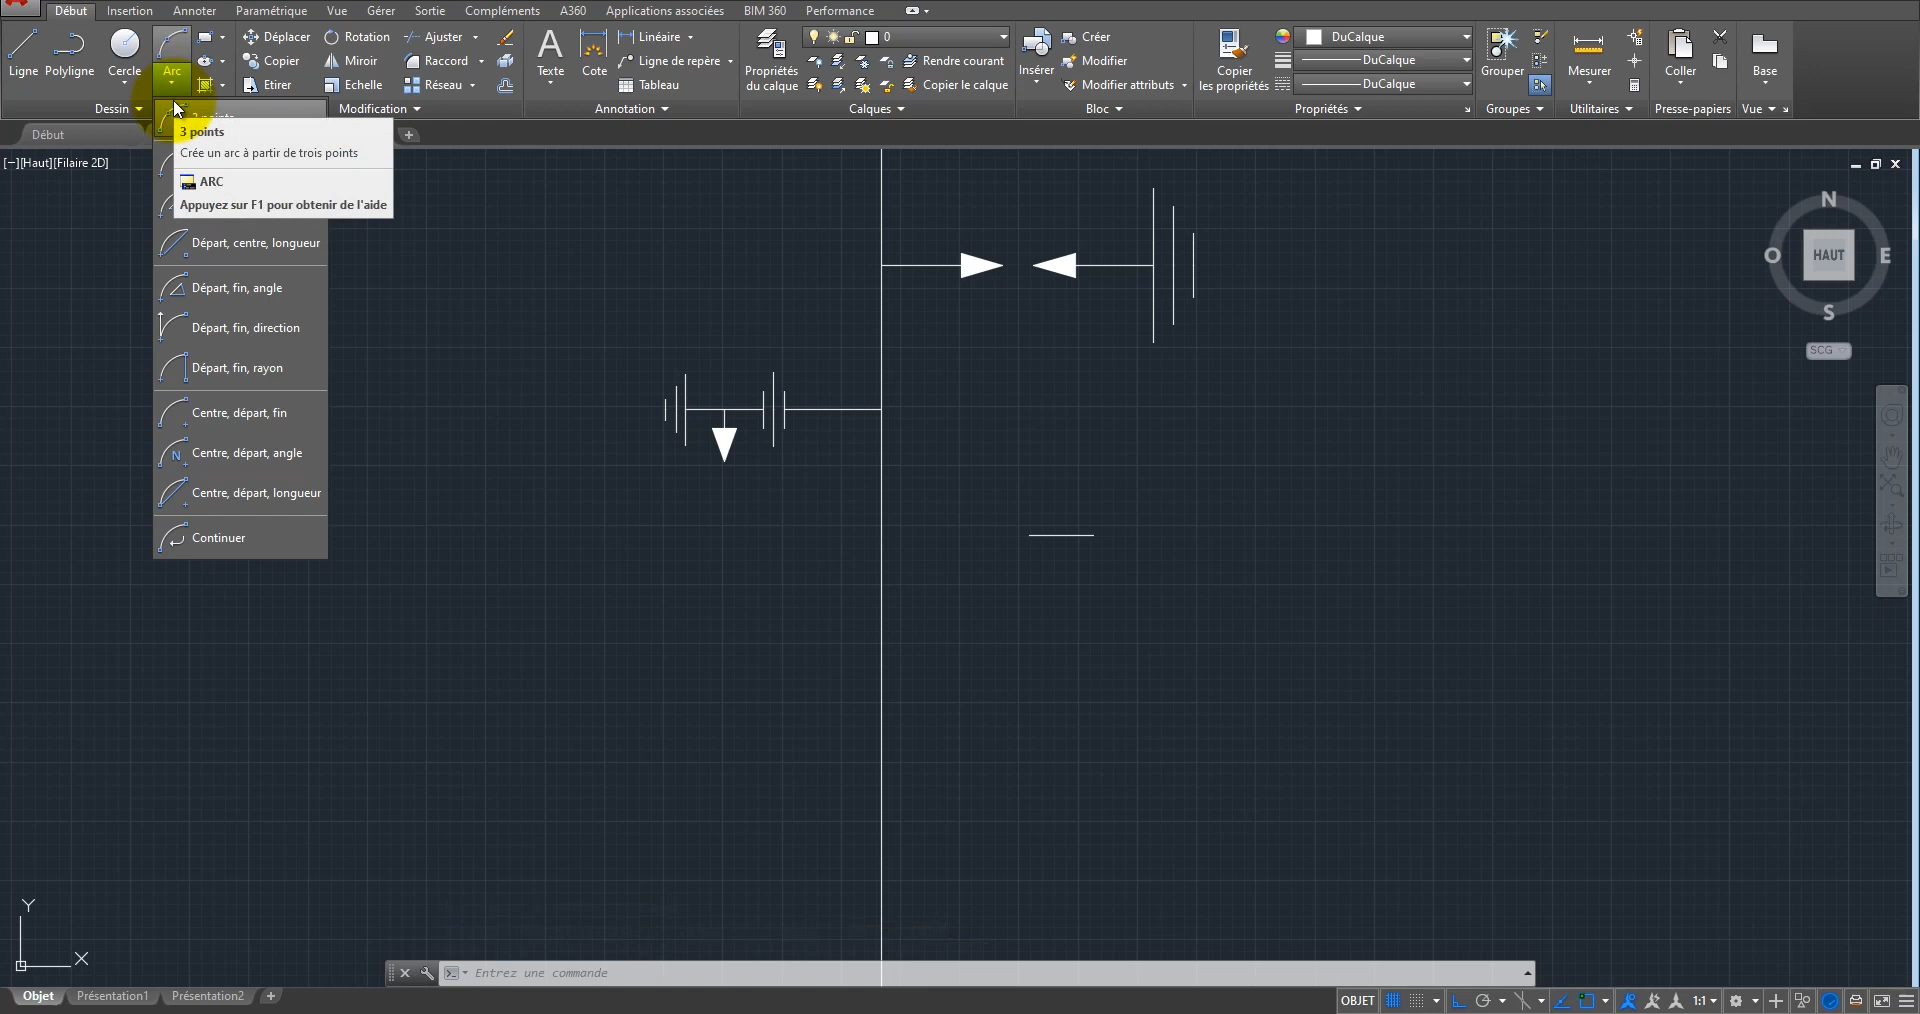 Début Insertion Annoter Paramétrique Vue Gérer Sortie Compléments A360 Applications associées BIM 360 Performance
Ligne Polyligne Cercle Arc
Déplacer Rotation Ajuster
Copier Miroir Raccord
Etirer Echelle Réseau
Texte Cote
Linéaire
Ligne de repère
Tableau
Propriétés
du calque
0
Rendre courant
Copier le calque
Insérer
Créer
Modifier
Modifier attributs
Copier
les propriétés
DuCalque
DuCalque
DuCalque
Grouper
Mesurer
Coller
Base
Dessin Modification Annotation Calques Bloc Propriétés Groupes Utilitaires Presse-papiers Vue
Début
3 points
Crée un arc à partir de trois points
ARC
Appuyez sur F1 pour obtenir de l'aide
[−][Haut][Filaire 2D]
Départ, centre, longueur
Départ, fin, angle
Départ, fin, direction
Départ, fin, rayon
Centre, départ, fin
Centre, départ, angle
Centre, départ, longueur
Continuer
N
O HAUT E
S
SCG
Y
X
Entrez une commande
Objet Présentation1 Présentation2
OBJET 1:1